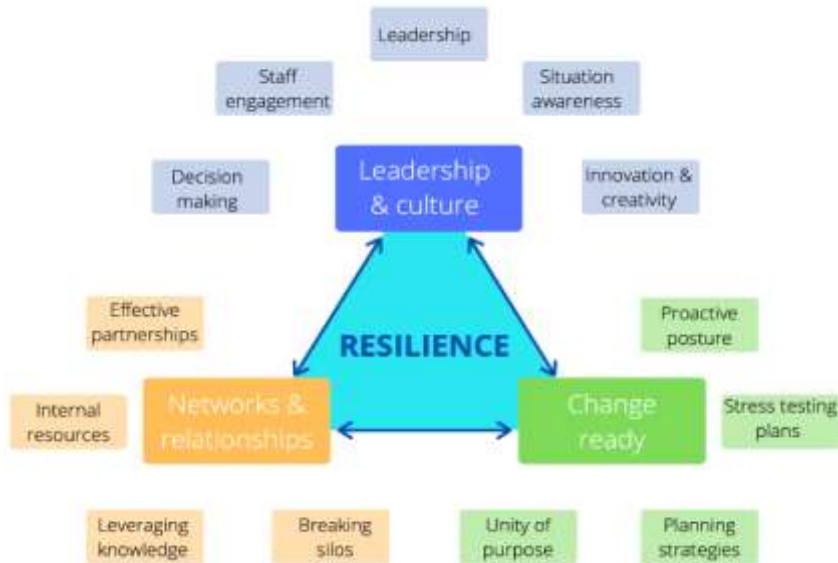 Leadership
Staff
engagement
Situation
awareness
Decision
making
Leadership
& culture
Innovation &
creativity
Effective
partnerships
RESILIENCE
Proactive
posture
Internal
resources
Networks &
relationships
Change
ready
Stress testing
plans
Leveraging
knowledge
Breaking
silos
Unity of
purpose
Planning
strategies